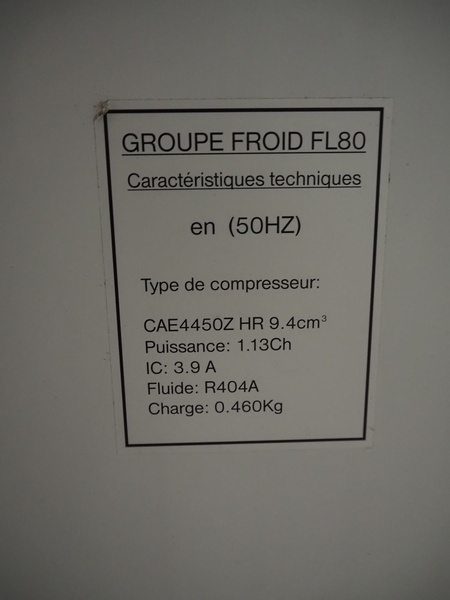 GROUPE FROID FL80
Caractéristiques techniques
en (50HZ)
Type de compresseur:
CAE4450Z HR 9.4cm³
Puissance: 1.13Ch
IC: 3.9 A
Fluide: R404A
Charge: 0.460Kg